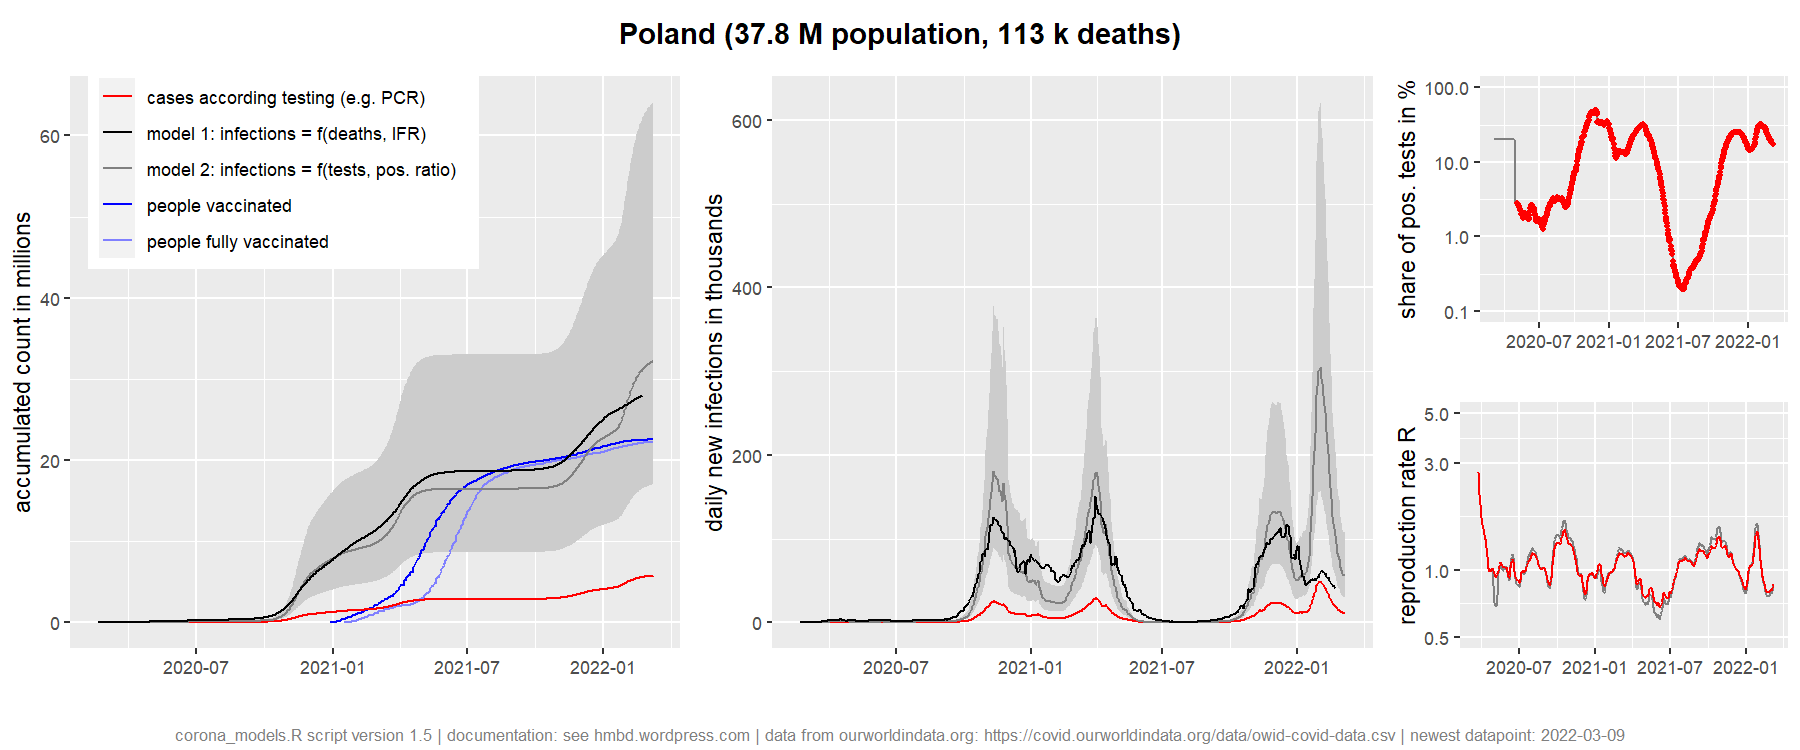 Poland (37.8 M population, 113 k deaths)
cases according testing (e.g. PCR)
model 1: infections = f(deaths, IFR)
model 2: infections = f(tests, pos. ratio)
people vaccinated
people fully vaccinated
accumulated count in millions
60
40
20
0
2020-07 2021-01 2021-07 2022-01
daily new infections in thousands
600
400
200
0
2020-07 2021-01 2021-07 2022-01
share of pos. tests in %
100.0
10.0
1.0
0.1
2020-07 2021-01 2021-07 2022-01
reproduction rate R
5.0
3.0
1.0
0.5
2020-07 2021-01 2021-07 2022-01
corona_models.R script version 1.5 | documentation: see hmbd.wordpress.com | data from ourworldindata.org: https://covid.ourworldindata.org/data/owid-covid-data.csv | newest datapoint: 2022-03-09